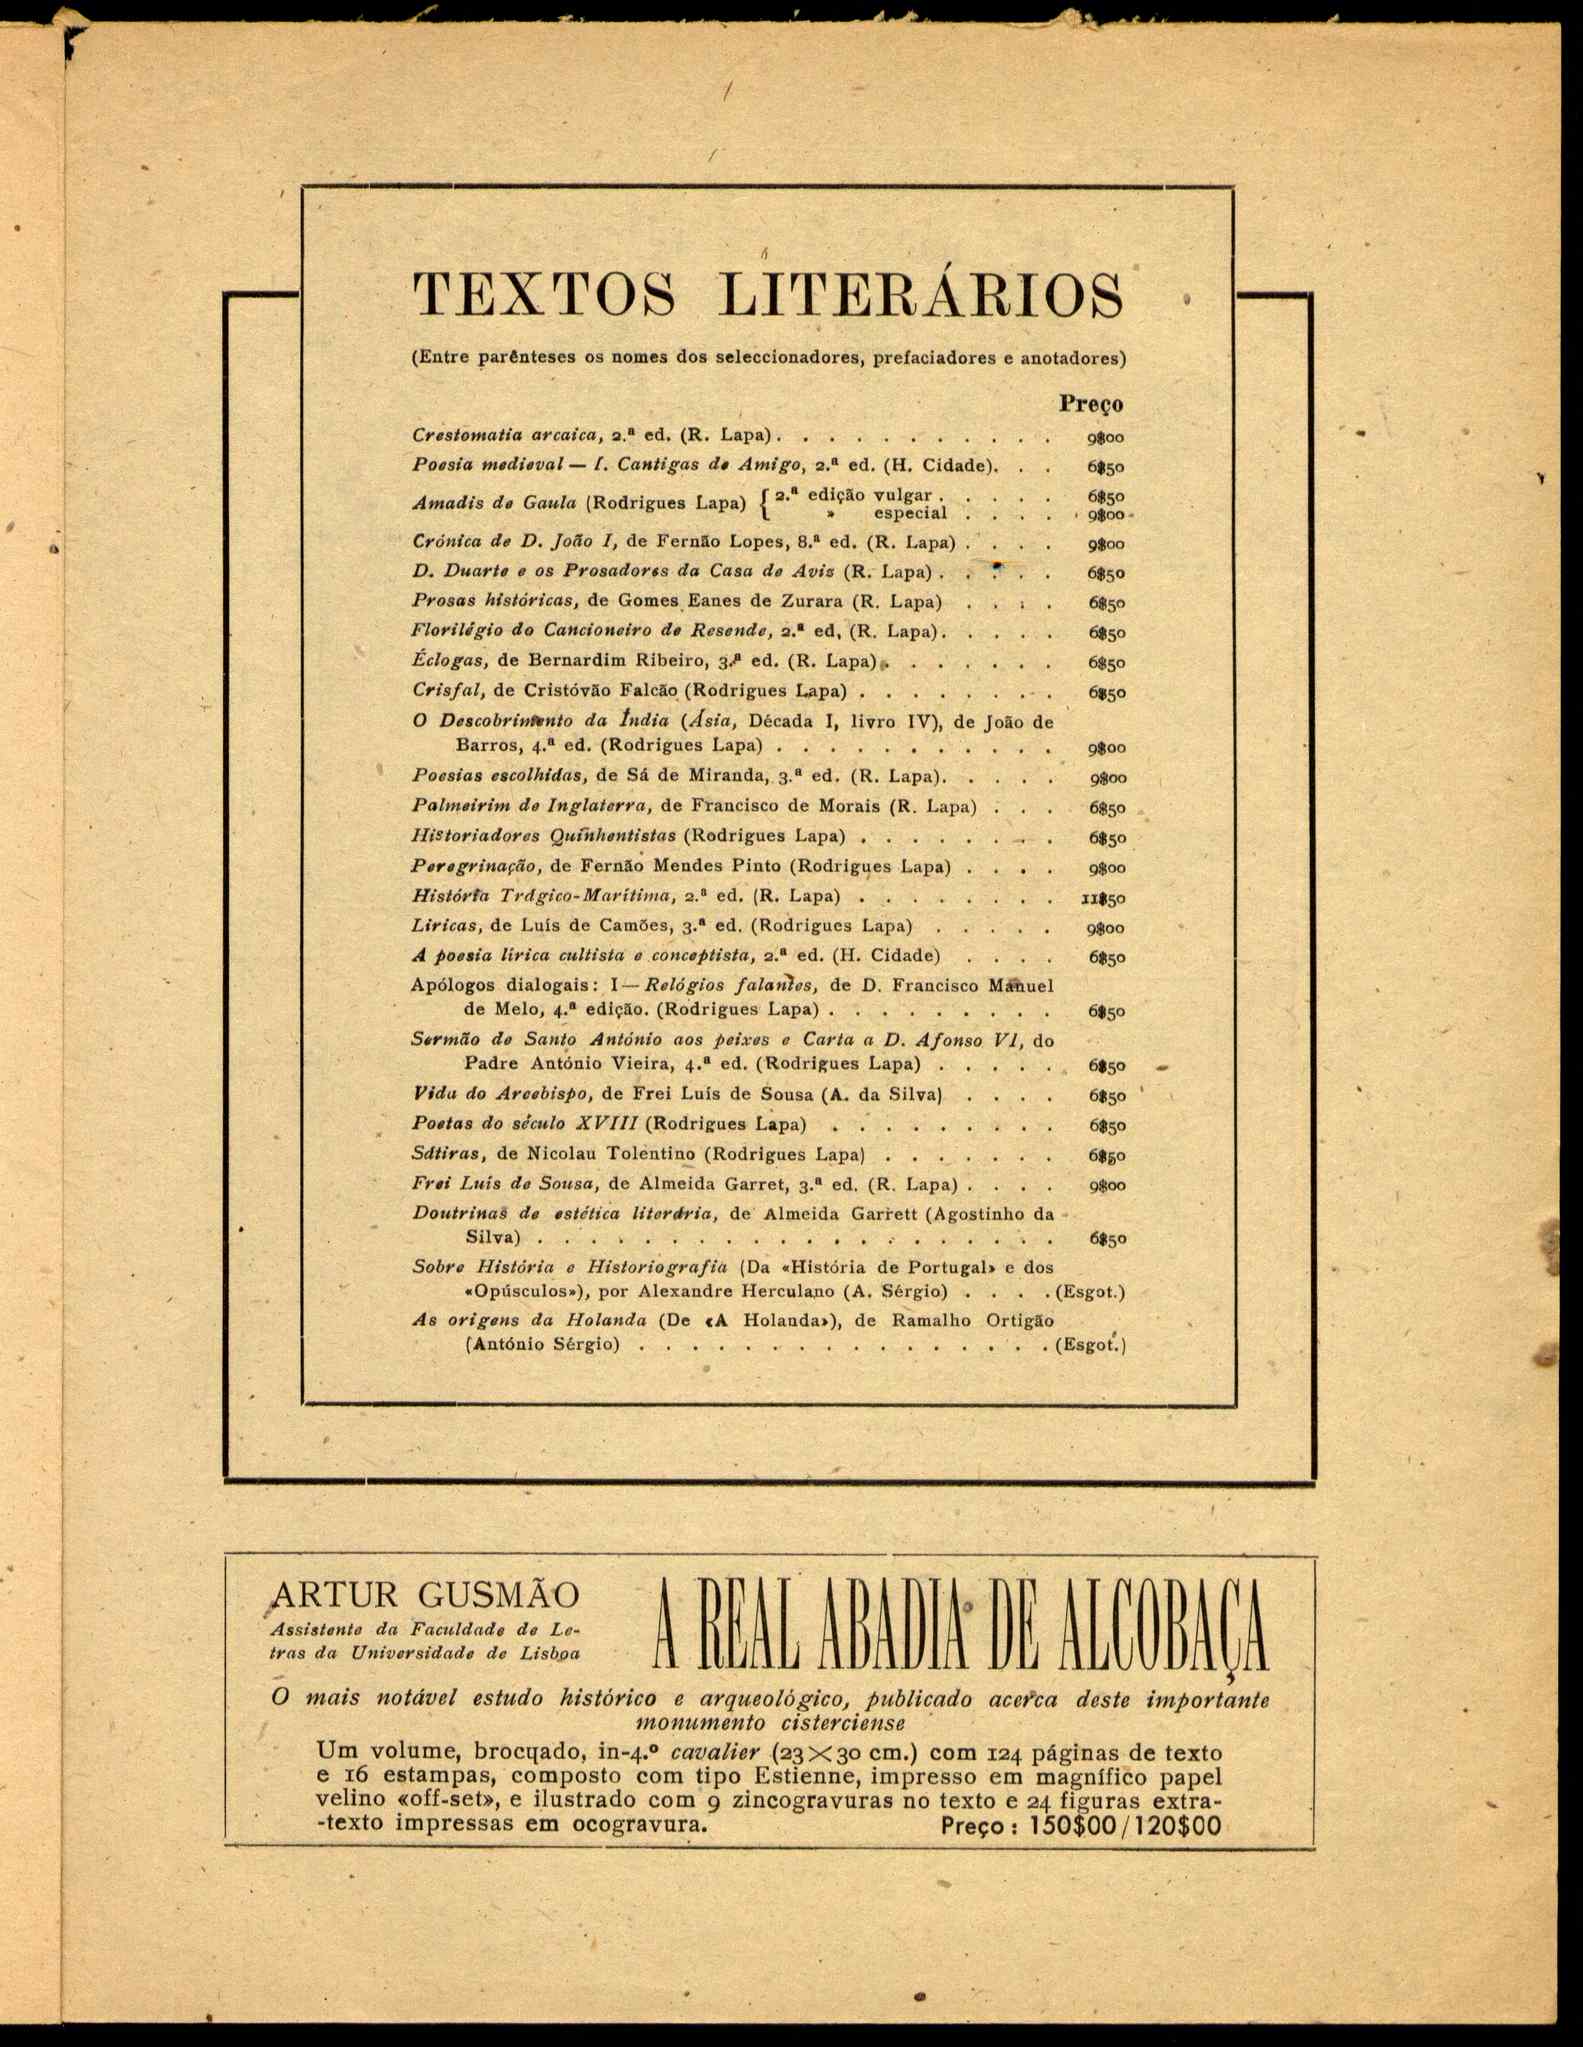 TEXTOS LITERÁRIOS
(Entre parênteses os nomes dos seleccionadores, prefaciadores e anotadores)
Preço
Crestomatia arcaica, 2.ª ed. (R. Lapa). . . . . . . . . . . 9$00
Poesia medieval — I. Cantigas de Amigo, 2.ª ed. (H. Cidade). . . 6$50
Amadis de Gaula (Rodrigues Lapa) { 2.ª edição vulgar . . . . . 6$50
» especial . . . . 9$00
Crónica de D. João I, de Fernão Lopes, 8.ª ed. (R. Lapa) . . . . 9$00
D. Duarte e os Prosadores da Casa de Avis (R. Lapa) . . . . . 6$50
Prosas históricas, de Gomes Eanes de Zurara (R. Lapa) . . . . 6$50
Florilégio do Cancioneiro de Resende, 2.ª ed, (R. Lapa). . . . . 6$50
Éclogas, de Bernardim Ribeiro, 3.ª ed. (R. Lapa) . . . . . . . 6$50
Crisfal, de Cristóvão Falcão (Rodrigues Lapa) . . . . . . . . 6$50
O Descobrimento da Índia (Ásia, Década I, livro IV), de João de
Barros, 4.ª ed. (Rodrigues Lapa) . . . . . . . . . . . 9$00
Poesias escolhidas, de Sá de Miranda, 3.ª ed. (R. Lapa). . . . . 9$00
Palmeirim de Inglaterra, de Francisco de Morais (R. Lapa) . . . 6$50
Historiadores Quinhentistas (Rodrigues Lapa) . . . . . . . . 6$50
Peregrinação, de Fernão Mendes Pinto (Rodrigues Lapa) . . . . 9$00
História Trágico-Marítima, 2.ª ed. (R. Lapa) . . . . . . . . 11$50
Líricas, de Luís de Camões, 3.ª ed. (Rodrigues Lapa) . . . . . 9$00
A poesia lírica cultista e conceptista, 2.ª ed. (H. Cidade) . . . . 6$50
Apólogos dialogais: I — Relógios falantes, de D. Francisco Manuel
de Melo, 4.ª edição. (Rodrigues Lapa) . . . . . . . . . 6$50
Sermão de Santo António aos peixes e Carta a D. Afonso VI, do
Padre António Vieira, 4.ª ed. (Rodrigues Lapa) . . . . . 6$50
Vida do Arcebispo, de Frei Luís de Sousa (A. da Silva) . . . . 6$50
Poetas do século XVIII (Rodrigues Lapa) . . . . . . . . . 6$50
Sátiras, de Nicolau Tolentino (Rodrigues Lapa) . . . . . . . 6$50
Frei Luís de Sousa, de Almeida Garret, 3.ª ed. (R. Lapa) . . . . 9$00
Doutrinas de estética literária, de Almeida Garrett (Agostinho da
Silva) . . . . . . . . . . . . . . . . . . . . 6$50
Sobre História e Historiografia (Da «História de Portugal» e dos
«Opúsculos»), por Alexandre Herculano (A. Sérgio) . . . . (Esgot.)
As origens da Holanda (De «A Holanda»), de Ramalho Ortigão
(António Sérgio) . . . . . . . . . . . . . . . . (Esgot.)
ARTUR GUSMÃO
Assistente da Faculdade de Le-
tras da Universidade de Lisboa
A REAL ABADIA DE ALCOBAÇA
O mais notável estudo histórico e arqueológico, publicado acerca deste importante
monumento cisterciense
Um volume, brocqado, in-4.º cavalier (23×30 cm.) com 124 páginas de texto
e 16 estampas, composto com tipo Estienne, impresso em magnífico papel
velino «off-set», e ilustrado com 9 zincogravuras no texto e 24 figuras extra-
-texto impressas em ocogravura. Preço: 150$00/120$00